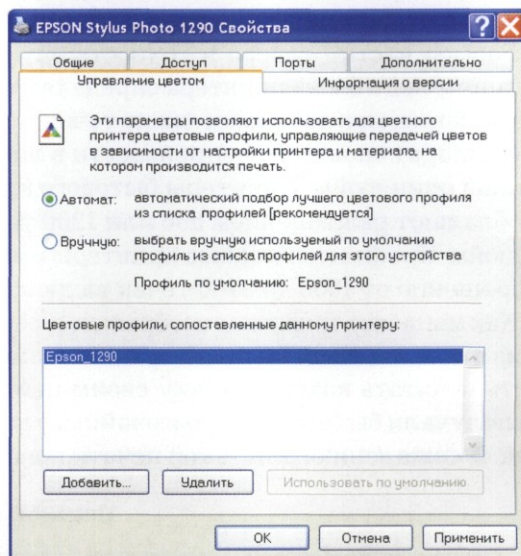 EPSON Stylus Photo 1290 Свойства
Общие Доступ Порты Дополнительно
Управление цветом Информация о версии
Эти параметры позволяют использовать для цветного
принтера цветовые профили, управляющие передачей цветов
в зависимости от настройки принтера и материала, на
котором производится печать.
Автомат: автоматический подбор лучшего цветового профиля
из списка профилей [рекомендуется]
Вручную: выбрать вручную используемый по умолчанию
профиль из списка профилей для этого устройства
Профиль по умолчанию: Epson_1290
Цветовые профили, сопоставленные данному принтеру:
Epson_1290
Добавить... Удалить Использовать по умолчанию
OK Отмена Применить